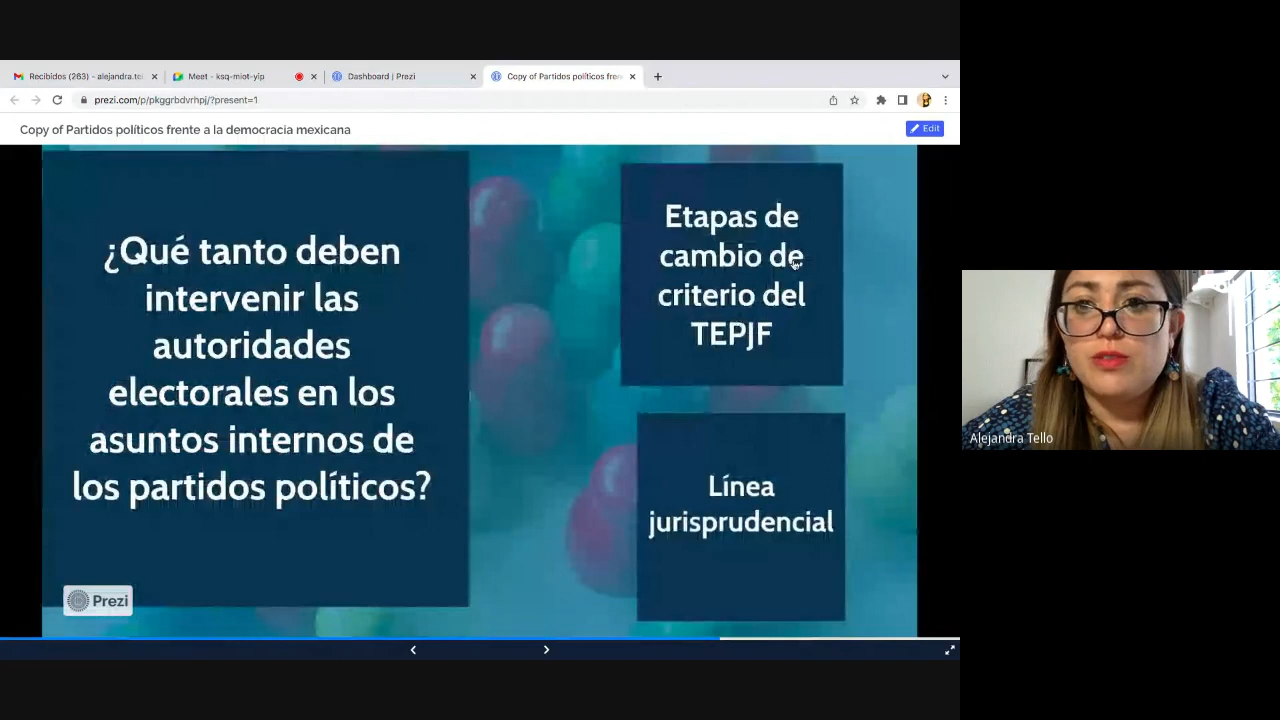 Recibidos (263) - alejandra.tel
Meet - ksq-miot-yip
Dashboard | Prezi
Copy of Partidos políticos fren
prezi.com/p/pkggrbdvrhpj/?present=1
Copy of Partidos políticos frente a la democracia mexicana
Edit
¿Qué tanto deben
intervenir las
autoridades
electorales en los
asuntos internos de
los partidos políticos?
Etapas de
cambio de
criterio del
TEPJF
Línea
jurisprudencial
Prezi
Alejandra Tello